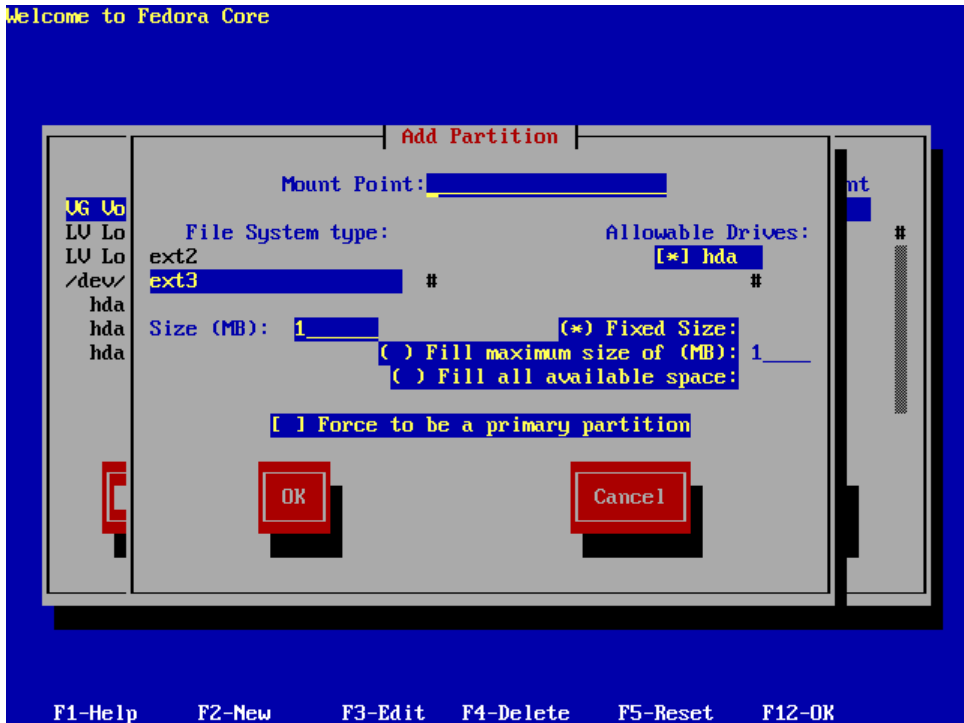 Welcome to Fedora Core
Add Partition
Mount Point:
nt
VG Vo
LV Lo File System type: Allowable Drives: #
LV Lo ext2 [*] hda
/dev/ ext3 # #
hda
hda Size (MB): 1 (*) Fixed Size:
hda ( ) Fill maximum size of (MB): 1
( ) Fill all available space:
[ ] Force to be a primary partition
OK Cancel
F1-Help F2-New F3-Edit F4-Delete F5-Reset F12-OK